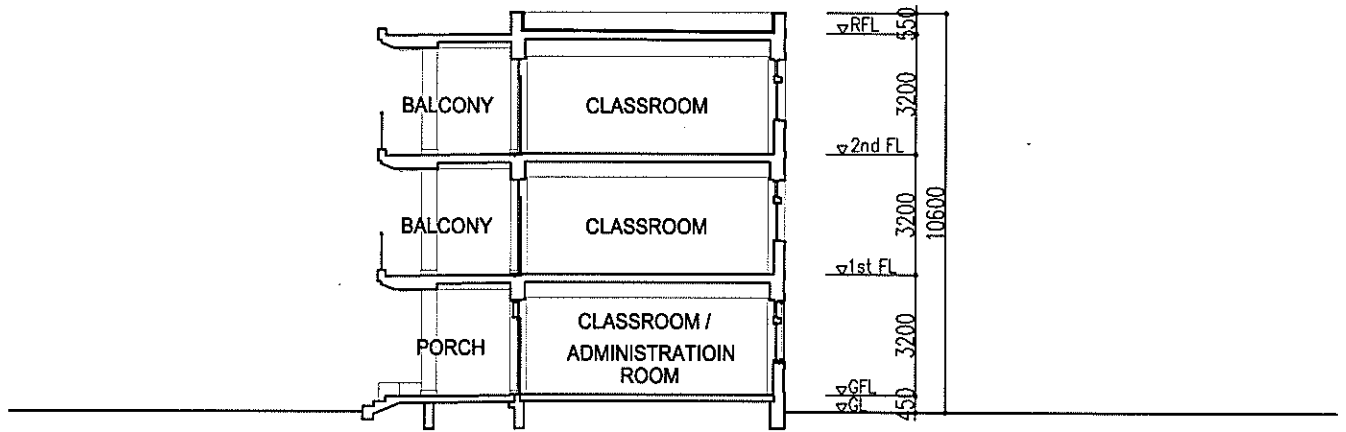 550
▽RFL
3200
BALCONY
CLASSROOM
▽2nd FL
3200
10600
BALCONY
CLASSROOM
▽1st FL
3200
PORCH
CLASSROOM /
ADMINISTRATIOIN
ROOM
▽GFL
450
▽GL